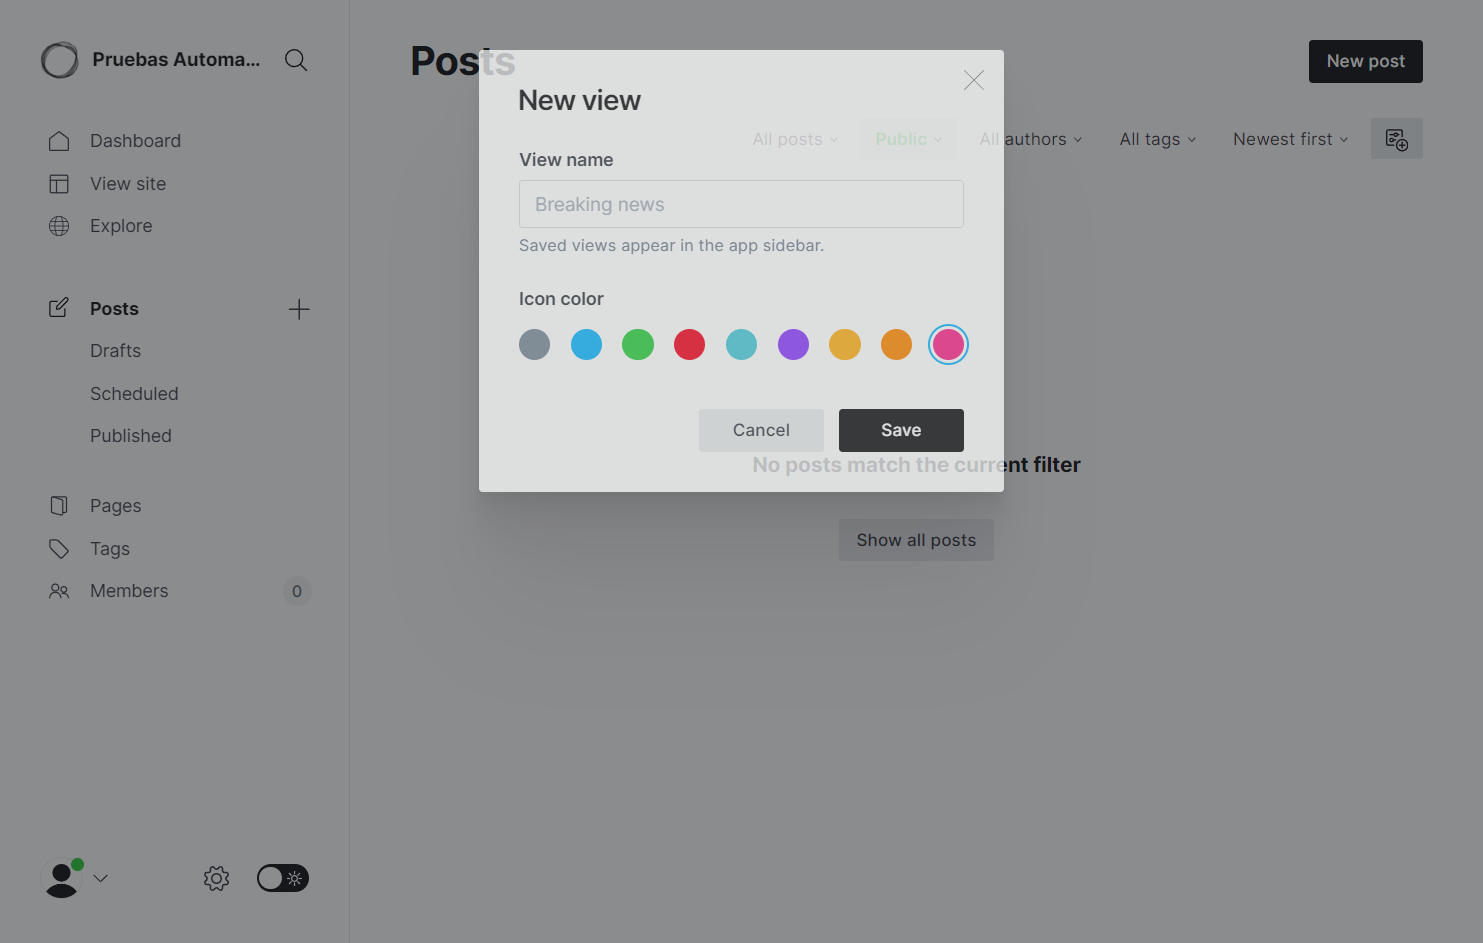 Pruebas Automa...
Dashboard
View site
Explore
Posts
Drafts
Scheduled
Published
Pages
Tags
Members
0
Posts
New post
All posts
Public
All authors
All tags
Newest first
New view
View name
Breaking news
Saved views appear in the app sidebar.
Icon color
Cancel
Save
No posts match the current filter
Show all posts